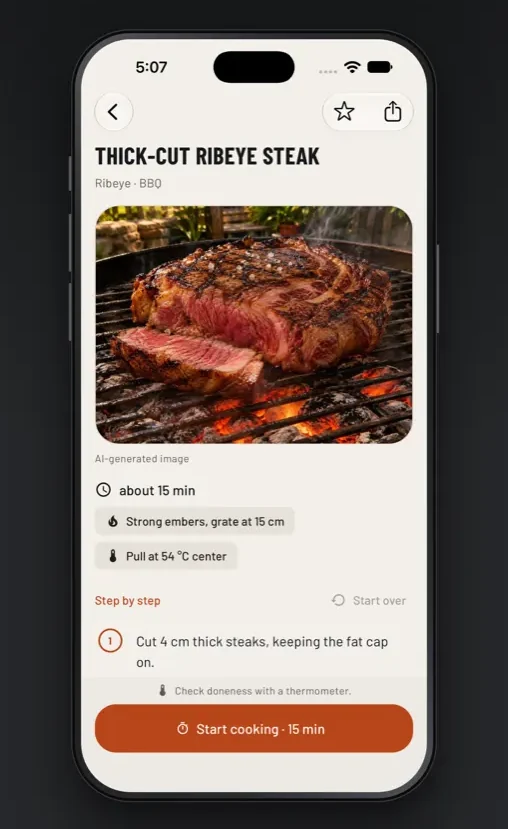 5:07
THICK-CUT RIBEYE STEAK
Ribeye · BBQ
AI-generated image
about 15 min
Strong embers, grate at 15 cm
Pull at 54 °C center
Step by step
Start over
1
Cut 4 cm thick steaks, keeping the fat cap
on.
Check doneness with a thermometer.
Start cooking · 15 min